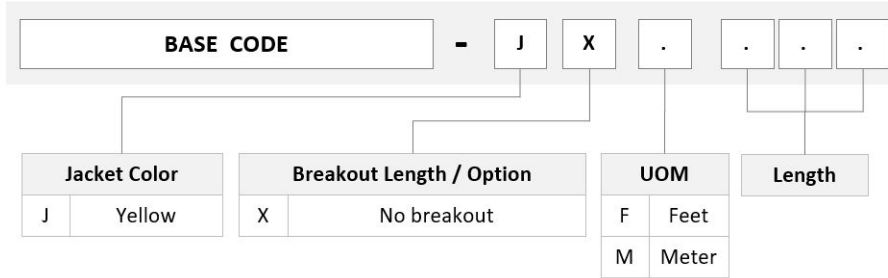 BASE CODE - J X . . . .
Jacket Color
J Yellow
Breakout Length / Option
X No breakout
UOM
F Feet
M Meter
Length